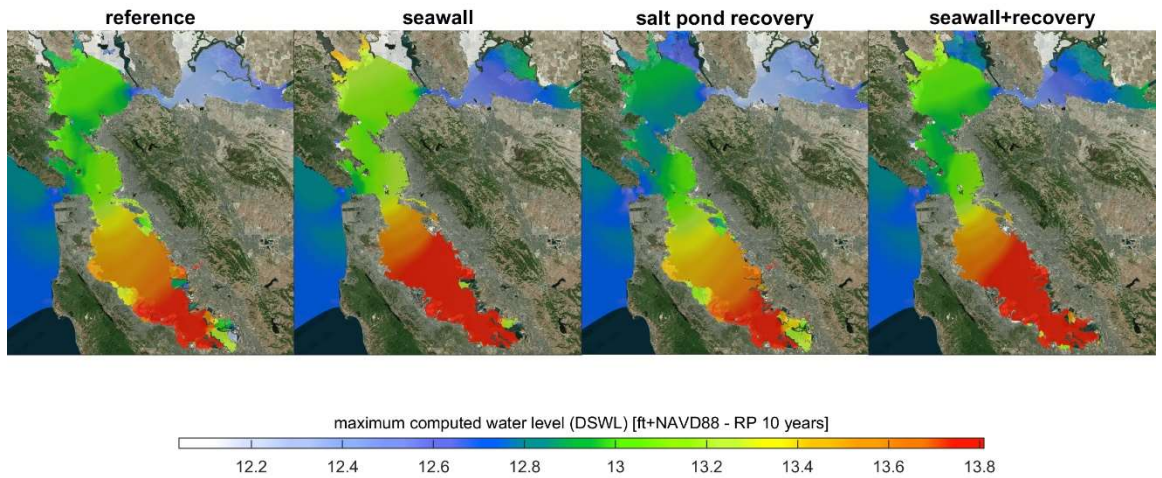 reference seawall salt pond recovery seawall+recovery
maximum computed water level (DSWL) [ft+NAVD88 - RP 10 years]
12.2 12.4 12.6 12.8 13 13.2 13.4 13.6 13.8